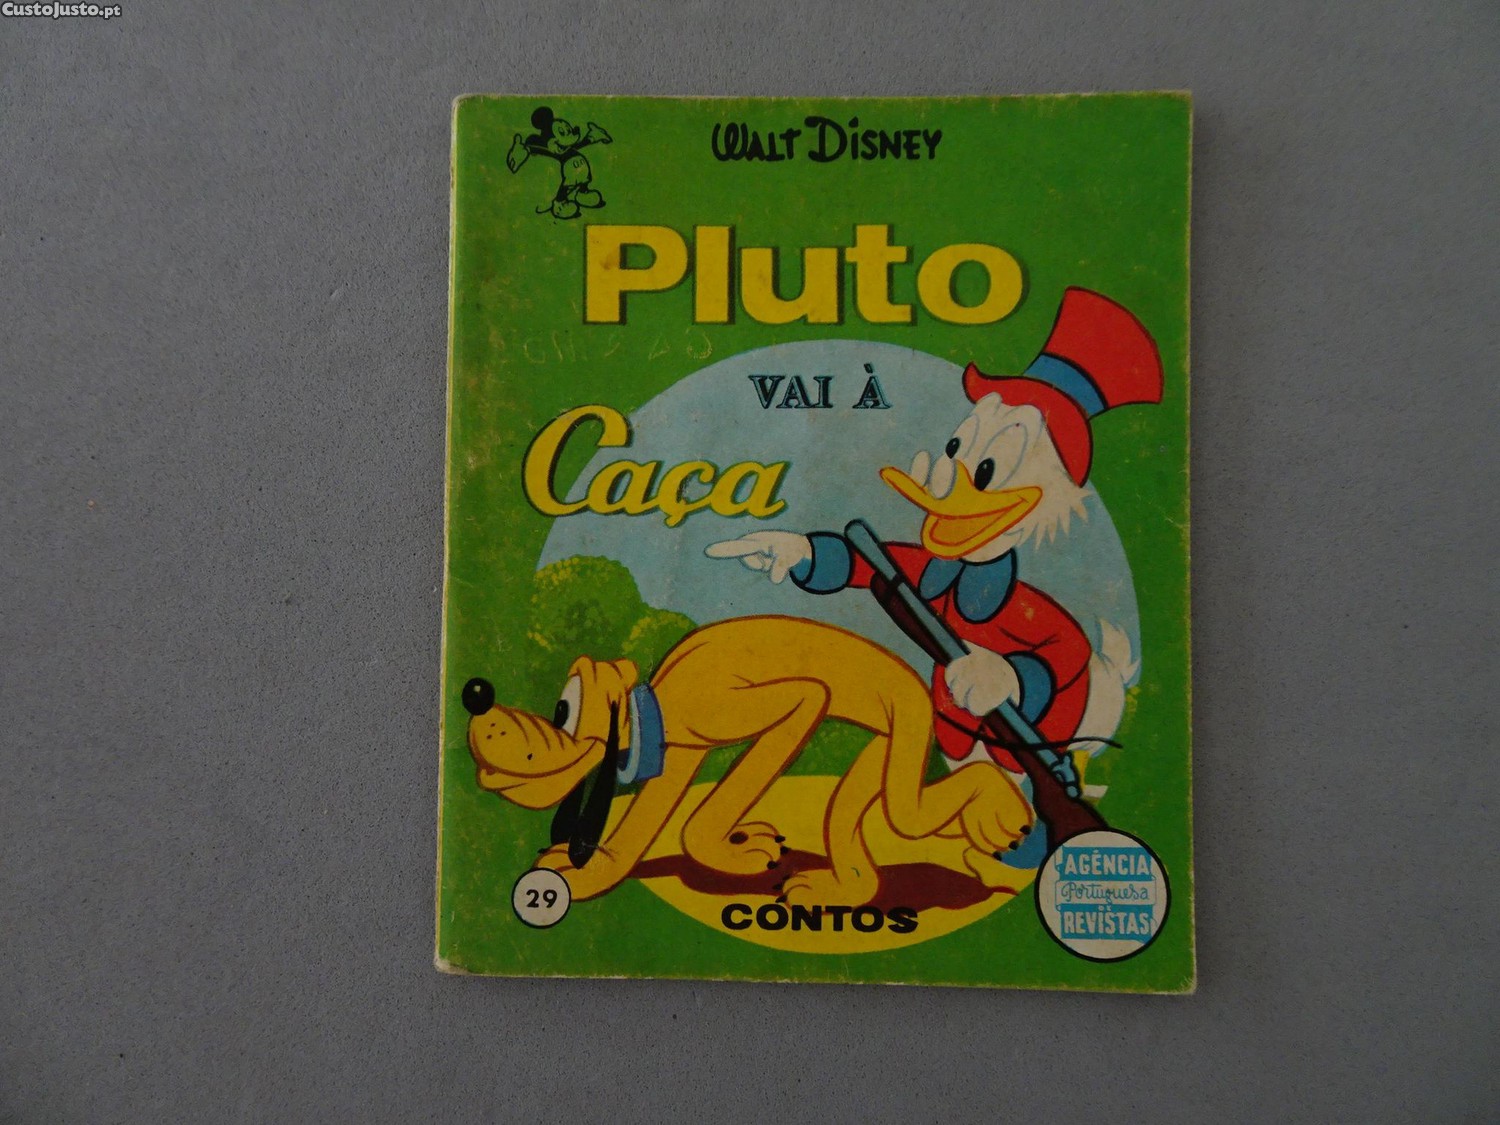 CustoJusto.pt
WALT DISNEY
Pluto
VAI À
Caça
29
CONTOS
AGÊNCIA
Portuguesa
REVISTAS